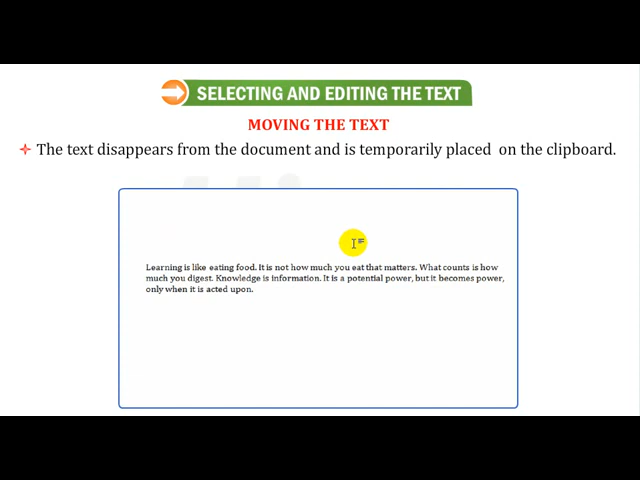 SELECTING AND EDITING THE TEXT
MOVING THE TEXT
The text disappears from the document and is temporarily placed on the clipboard.
Learning is like eating food. It is not how much you eat that matters. What counts is how
much you digest. Knowledge is information. It is a potential power, but it becomes power,
only when it is acted upon.